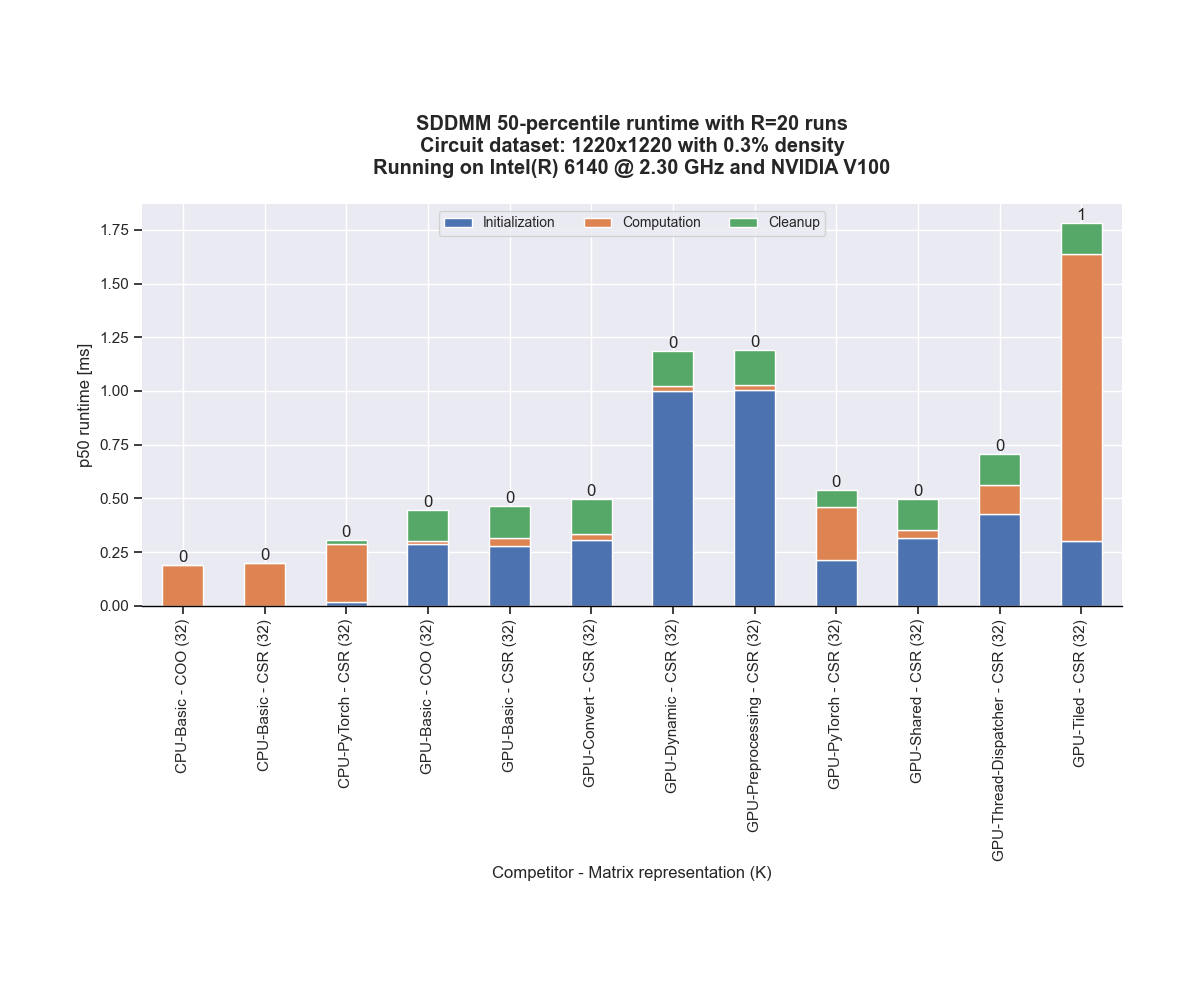 SDDMM 50-percentile runtime with R=20 runs
Circuit dataset: 1220x1220 with 0.3% density
Running on Intel(R) 6140 @ 2.30 GHz and NVIDIA V100
Initialization
Computation
Cleanup
p50 runtime [ms]
1.75
1.50
1.25
1.00
0.75
0.50
0.25
0.00
0
0
0
0
0
0
0
0
0
0
0
1
CPU-Basic - COO (32)
CPU-Basic - CSR (32)
CPU-PyTorch - CSR (32)
GPU-Basic - COO (32)
GPU-Basic - CSR (32)
GPU-Convert - CSR (32)
GPU-Dynamic - CSR (32)
GPU-Preprocessing - CSR (32)
GPU-PyTorch - CSR (32)
GPU-Shared - CSR (32)
GPU-Thread-Dispatcher - CSR (32)
GPU-Tiled - CSR (32)
Competitor - Matrix representation (K)